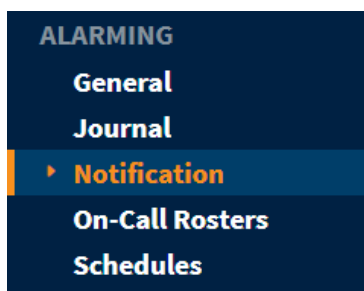 ALARMING
General
Journal
Notification
On-Call Rosters
Schedules